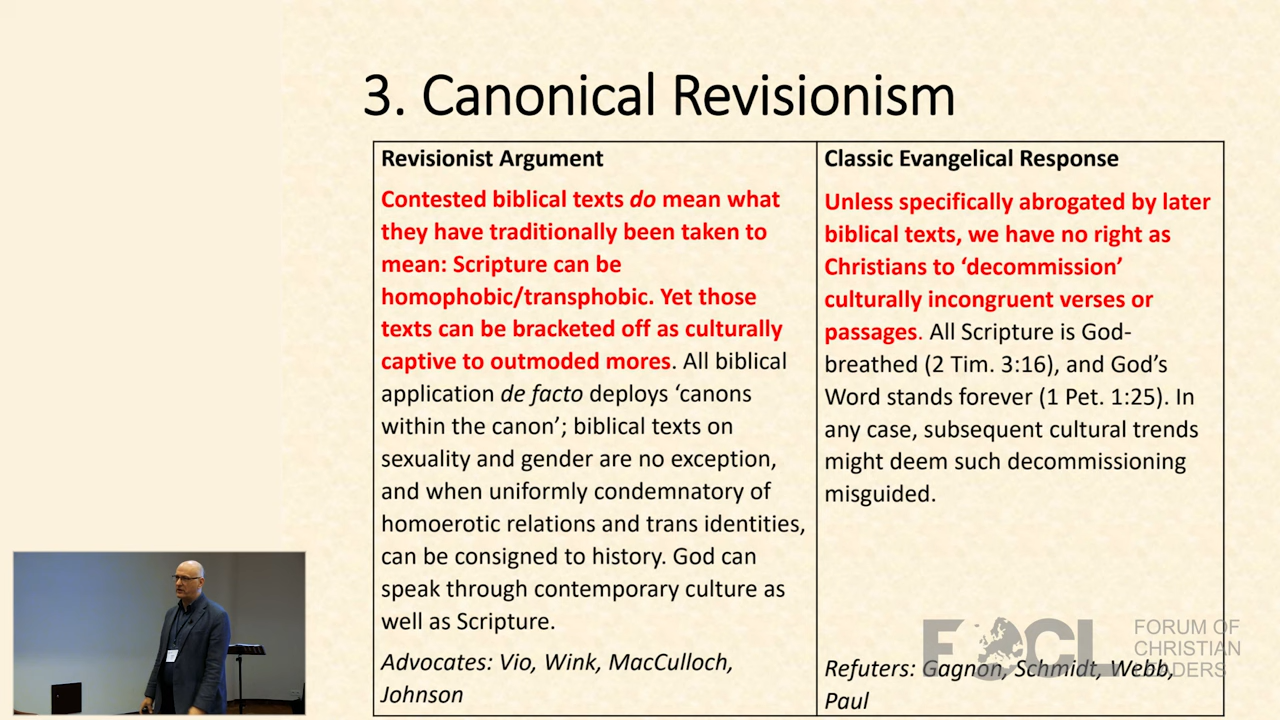 3. Canonical Revisionism
Revisionist Argument
Contested biblical texts do mean what
they have traditionally been taken to
mean: Scripture can be
homophobic/transphobic. Yet those
texts can be bracketed off as culturally
captive to outmoded mores. All biblical
application de facto deploys ‘canons
within the canon’; biblical texts on
sexuality and gender are no exception,
and when uniformly condemnatory of
homoerotic relations and trans identities,
can be consigned to history. God can
speak through contemporary culture as
well as Scripture.
Advocates: Vio, Wink, MacCulloch,
Johnson
Classic Evangelical Response
Unless specifically abrogated by later
biblical texts, we have no right as
Christians to ‘decommission’
culturally incongruent verses or
passages. All Scripture is God-
breathed (2 Tim. 3:16), and God’s
Word stands forever (1 Pet. 1:25). In
any case, subsequent cultural trends
might deem such decommissioning
misguided.
Refuters: Gagnon, Schmidt, Webb,
Paul
FOCL
FORUM OF
CHRISTIAN
LEADERS